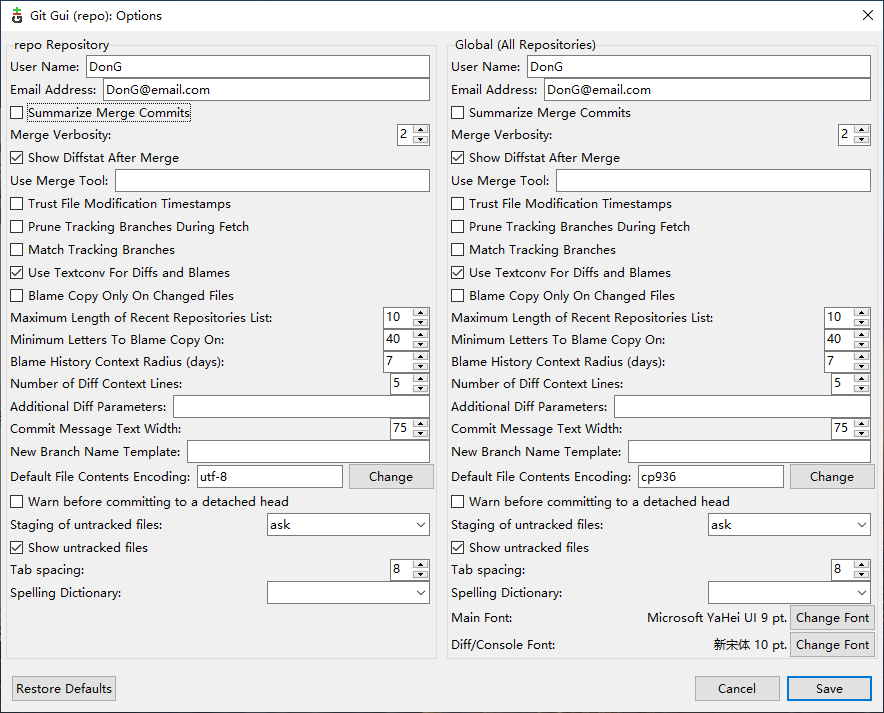 Git Gui (repo): Options
repo Repository
User Name: DonG
Email Address: DonG@email.com
Summarize Merge Commits
Merge Verbosity: 2
Show Diffstat After Merge
Use Merge Tool:
Trust File Modification Timestamps
Prune Tracking Branches During Fetch
Match Tracking Branches
Use Textconv For Diffs and Blames
Blame Copy Only On Changed Files
Maximum Length of Recent Repositories List: 10
Minimum Letters To Blame Copy On: 40
Blame History Context Radius (days): 7
Number of Diff Context Lines: 5
Additional Diff Parameters:
Commit Message Text Width: 75
New Branch Name Template:
Default File Contents Encoding: utf-8 Change
Warn before committing to a detached head
Staging of untracked files: ask
Show untracked files
Tab spacing: 8
Spelling Dictionary:
Global (All Repositories)
User Name: DonG
Email Address: DonG@email.com
Summarize Merge Commits
Merge Verbosity: 2
Show Diffstat After Merge
Use Merge Tool:
Trust File Modification Timestamps
Prune Tracking Branches During Fetch
Match Tracking Branches
Use Textconv For Diffs and Blames
Blame Copy Only On Changed Files
Maximum Length of Recent Repositories List: 10
Minimum Letters To Blame Copy On: 40
Blame History Context Radius (days): 7
Number of Diff Context Lines: 5
Additional Diff Parameters:
Commit Message Text Width: 75
New Branch Name Template:
Default File Contents Encoding: cp936 Change
Warn before committing to a detached head
Staging of untracked files: ask
Show untracked files
Tab spacing: 8
Spelling Dictionary:
Main Font: Microsoft YaHei UI 9 pt. Change Font
Diff/Console Font: 新宋体 10 pt. Change Font
Restore Defaults Cancel Save